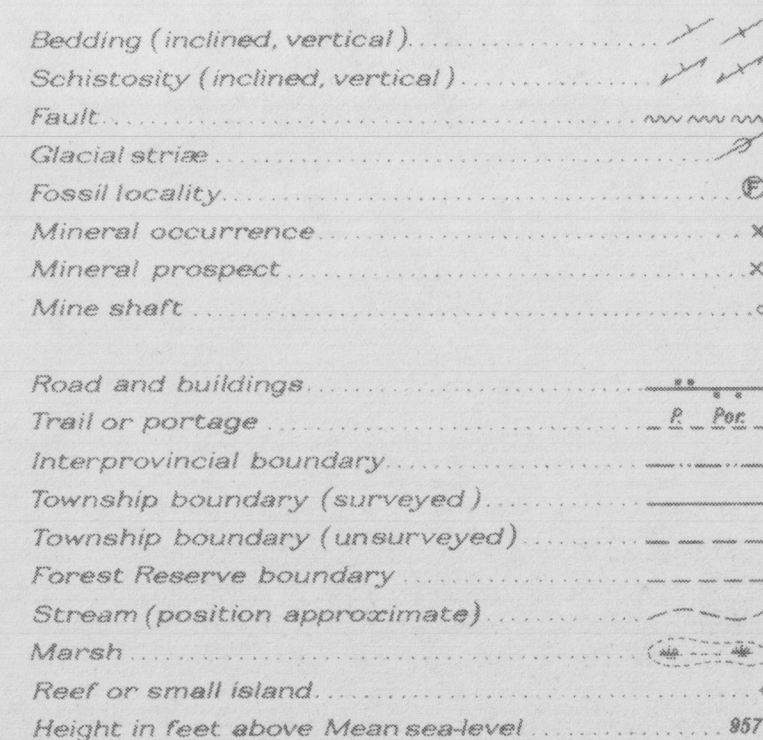 Bedding (inclined, vertical)
Schistosity (inclined, vertical)
Fault
Glacial striæ
Fossil locality F
Mineral occurrence x
Mineral prospect x
Mine shaft
Road and buildings
Trail or portage P. Por.
Interprovincial boundary
Township boundary (surveyed)
Township boundary (unsurveyed)
Forest Reserve boundary
Stream (position approximate)
Marsh
Reef or small island
Height in feet above Mean sea-level 957